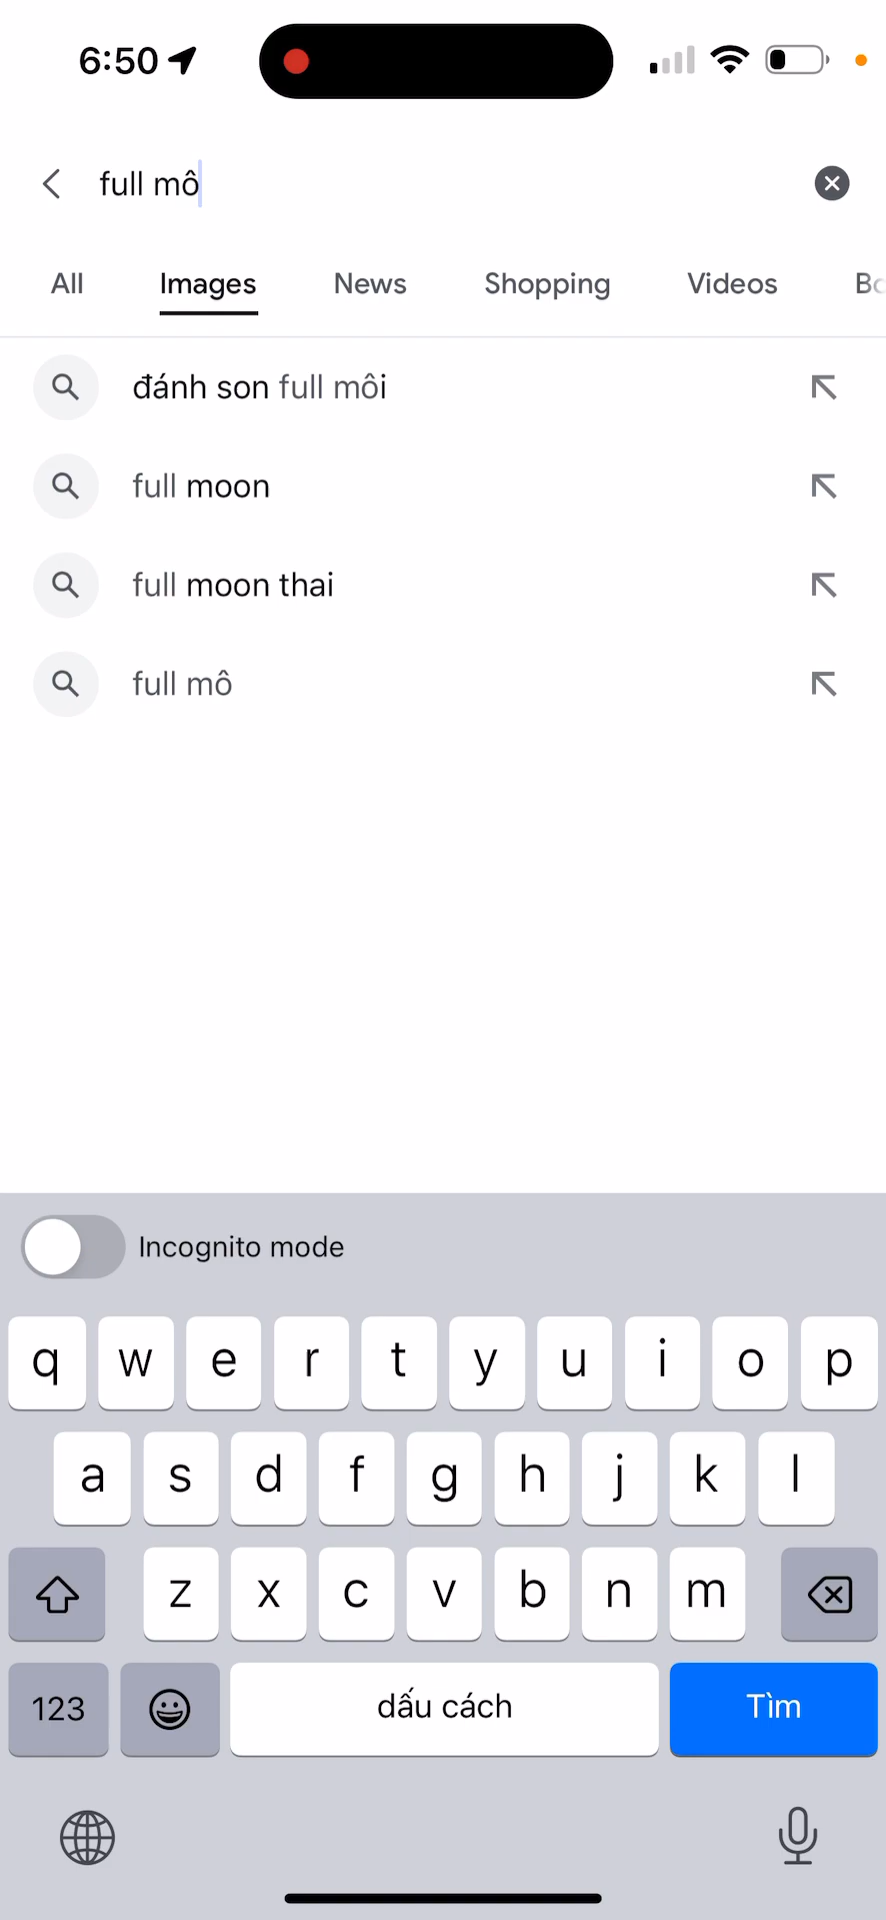 6:50
full mô
All Images News Shopping Videos Bo
đánh son full môi
full moon
full moon thai
full mô
Incognito mode
q w e r t y u i o p
a s d f g h j k l
z x c v b n m
123 dấu cách Tìm